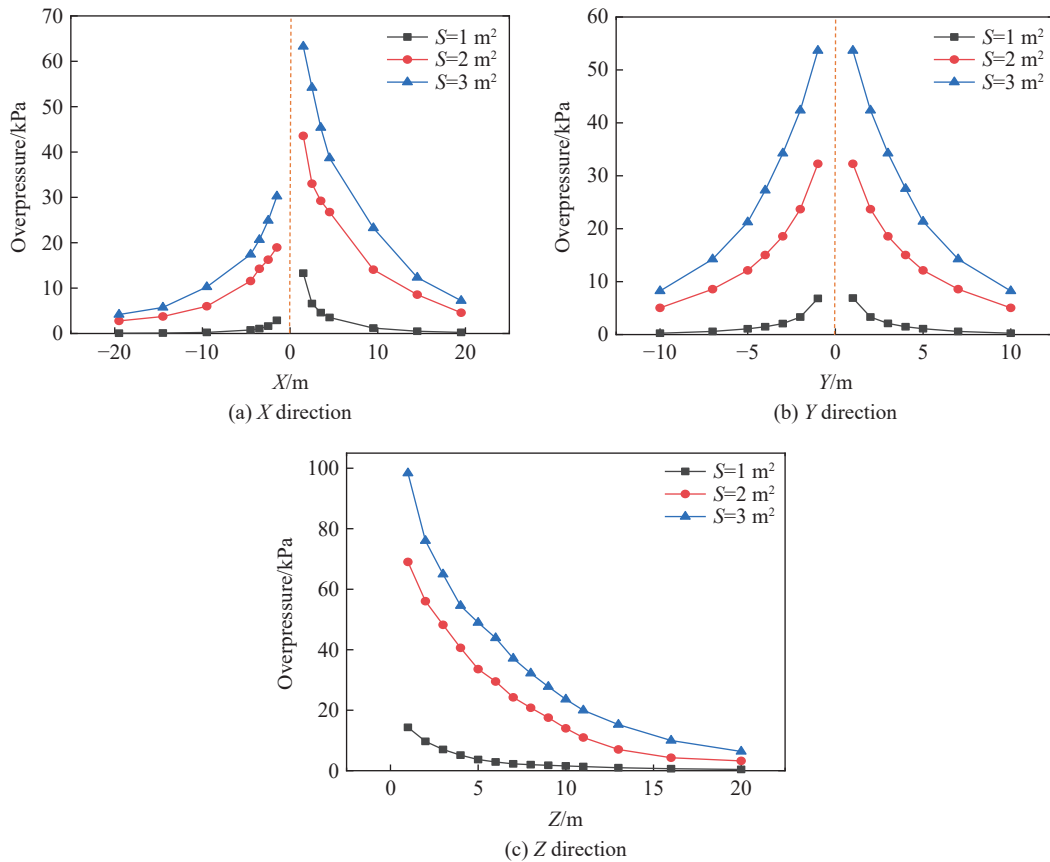 70
60
50
40
30
20
10
0
Overpressure/kPa
S=1 m²
S=2 m²
S=3 m²
−20
−10
0
10
20
X/m
(a) X direction
60
50
40
30
20
10
0
Overpressure/kPa
S=1 m²
S=2 m²
S=3 m²
−10
−5
0
5
10
Y/m
(b) Y direction
100
80
60
40
20
0
Overpressure/kPa
S=1 m²
S=2 m²
S=3 m²
0
5
10
15
20
Z/m
(c) Z direction